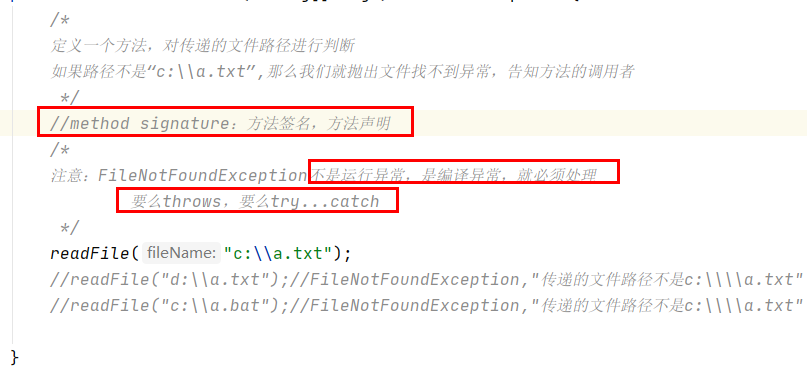 /*
定义一个方法，对传递的文件路径进行判断
如果路径不是“c:\\a.txt”,那么我们就抛出文件找不到异常，告知方法的调用者
*/
//method signature：方法签名，方法声明
/*
注意：FileNotFoundException不是运行异常，是编译异常，就必须处理
要么throws，要么try...catch
*/
readFile( fileName: "c:\\a.txt");
//readFile("d:\\a.txt");//FileNotFoundException,"传递的文件路径不是c:\\\\a.txt"
//readFile("c:\\a.bat");//FileNotFoundException,"传递的文件路径不是c:\\\\a.txt"
}